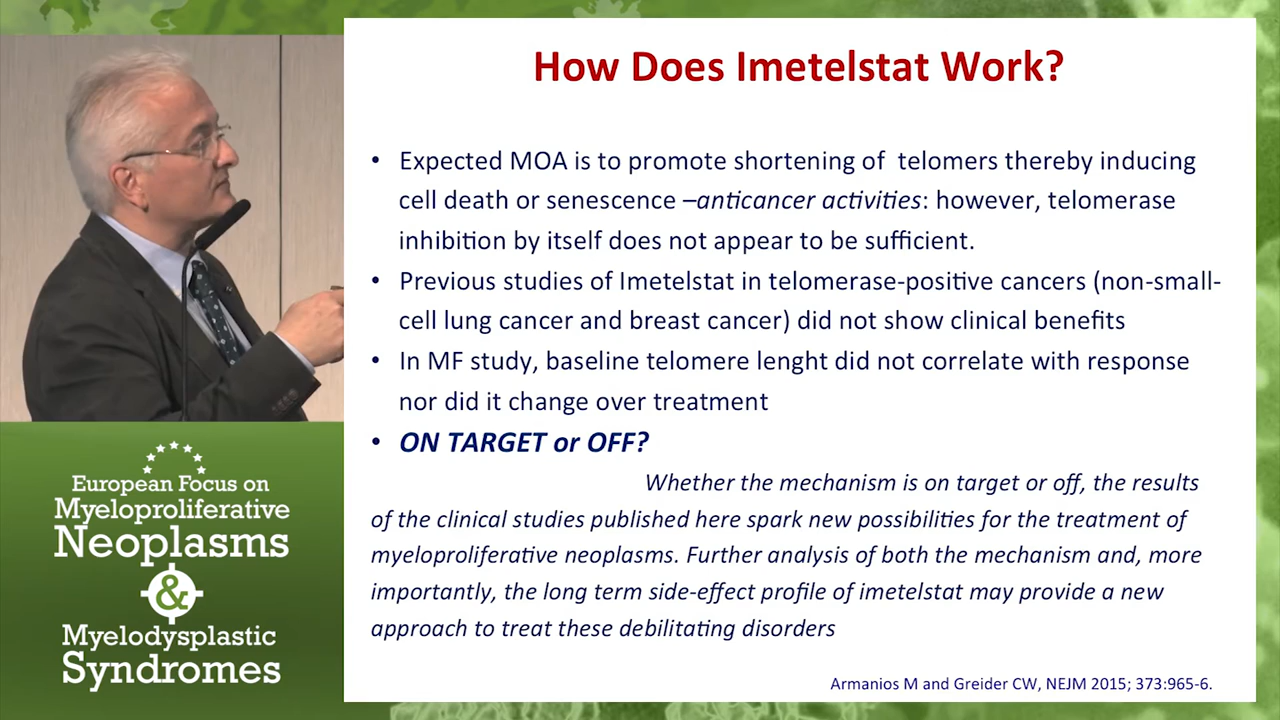 How Does Imetelstat Work?
• Expected MOA is to promote shortening of  telomers thereby inducing
cell death or senescence –anticancer activities: however, telomerase
inhibition by itself does not appear to be sufficient.
• Previous studies of Imetelstat in telomerase-positive cancers (non-small-
cell lung cancer and breast cancer) did not show clinical benefits
• In MF study, baseline telomere lenght did not correlate with response
nor did it change over treatment
• ON TARGET or OFF?
Whether the mechanism is on target or off, the results
of the clinical studies published here spark new possibilities for the treatment of
myeloproliferative neoplasms. Further analysis of both the mechanism and, more
importantly, the long term side-effect profile of imetelstat may provide a new
approach to treat these debilitating disorders
Armanios M and Greider CW, NEJM 2015; 373:965-6.
European Focus on
Myeloproliferative
Neoplasms
&
Myelodysplastic
Syndromes